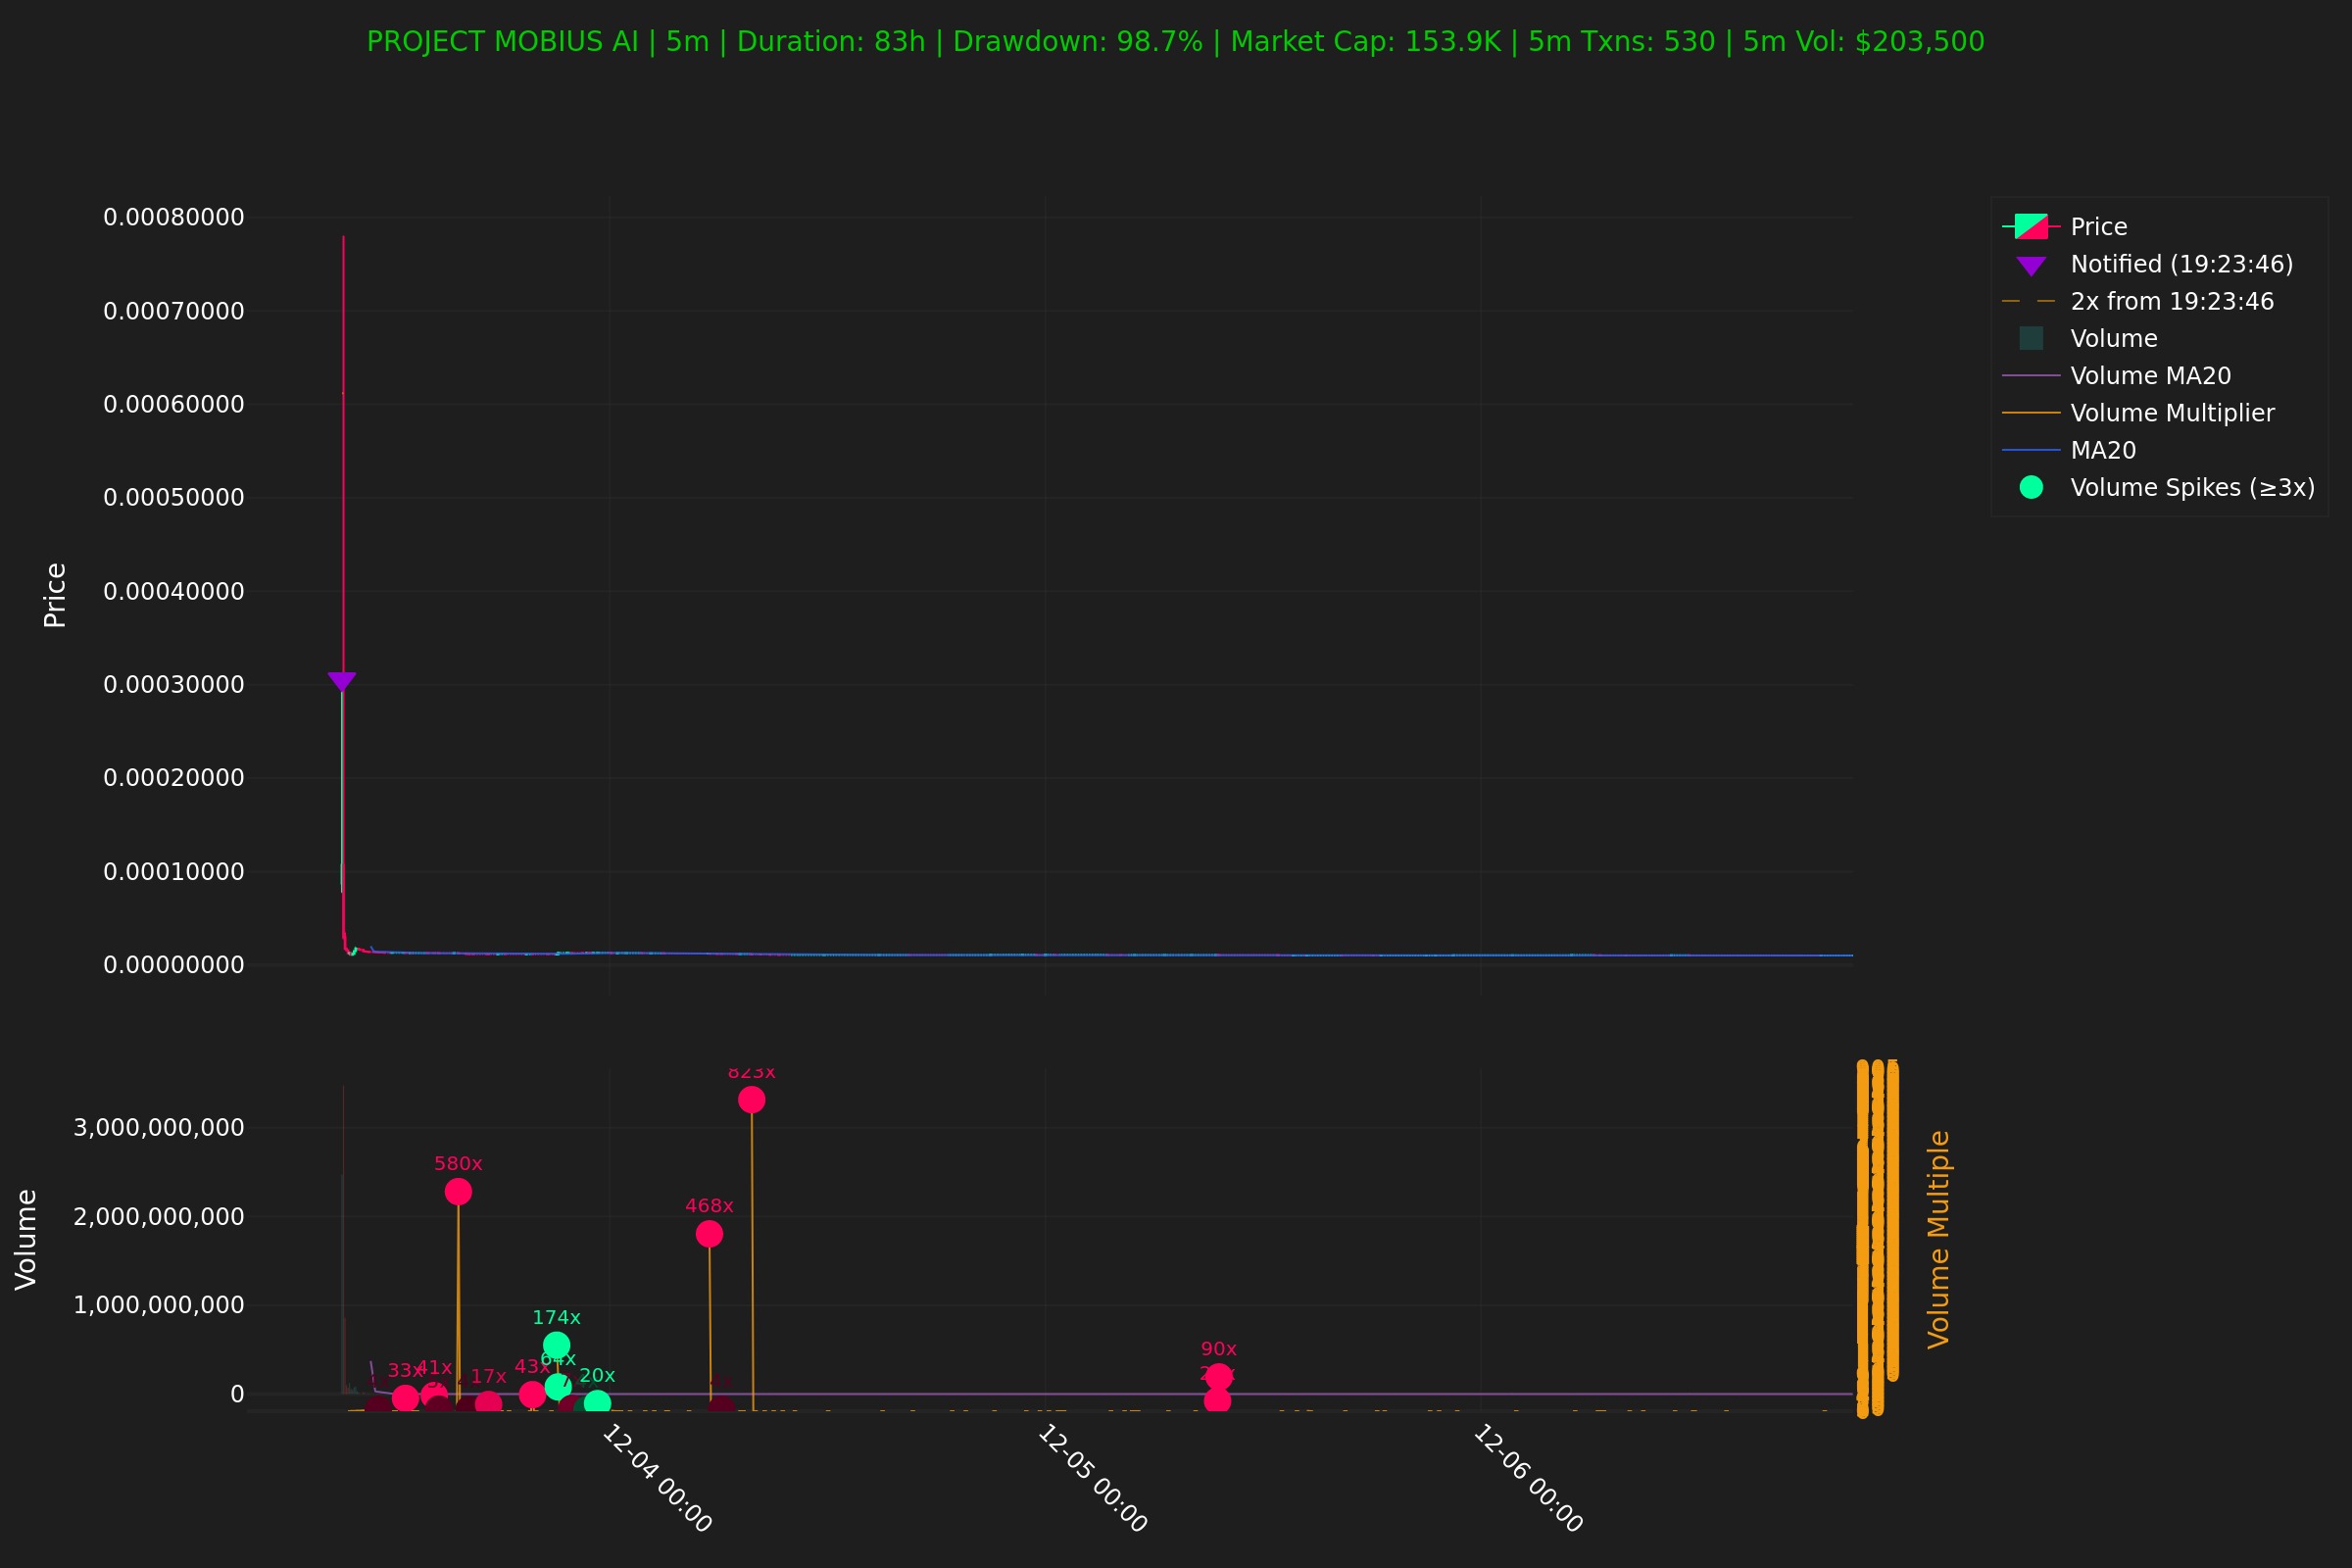 PROJECT MOBIUS AI | 5m | Duration: 83h | Drawdown: 98.7% | Market Cap: 153.9K | 5m Txns: 530 | 5m Vol: $203,500
Price
0.00080000
0.00070000
0.00060000
0.00050000
0.00040000
0.00030000
0.00020000
0.00010000
0.00000000
Price
Notified (19:23:46)
2x from 19:23:46
Volume
Volume MA20
Volume Multiplier
MA20
Volume Spikes (≥3x)
Volume
3,000,000,000
2,000,000,000
1,000,000,000
0
33x
41x
580x
17x
43x
174x
64x
20x
468x
823x
90x
Volume Multiple
12-04 00:00
12-05 00:00
12-06 00:00